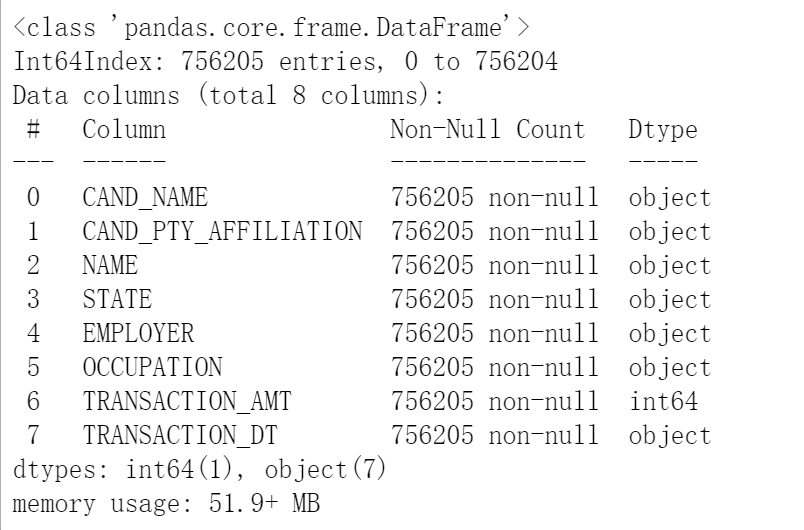 <class 'pandas.core.frame.DataFrame'>
Int64Index: 756205 entries, 0 to 756204
Data columns (total 8 columns):
 #   Column                Non-Null Count   Dtype
---  ------                --------------   -----
 0   CAND_NAME             756205 non-null  object
 1   CAND_PTY_AFFILIATION  756205 non-null  object
 2   NAME                  756205 non-null  object
 3   STATE                 756205 non-null  object
 4   EMPLOYER              756205 non-null  object
 5   OCCUPATION            756205 non-null  object
 6   TRANSACTION_AMT       756205 non-null  int64
 7   TRANSACTION_DT        756205 non-null  object
dtypes: int64(1), object(7)
memory usage: 51.9+ MB